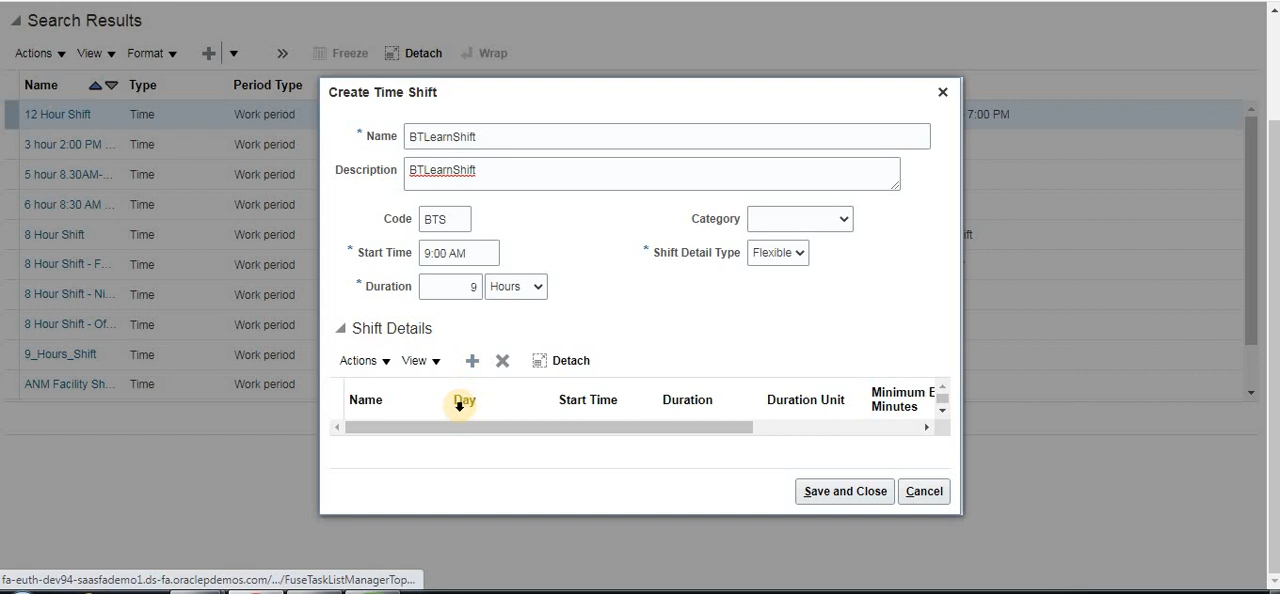 Search Results
Actions View Format Freeze Detach Wrap
Name Type Period Type
12 Hour Shift Time Work period 7:00 PM
3 hour 2:00 PM ... Time Work period
5 hour 8.30AM-... Time Work period
6 hour 8:30 AM ... Time Work period
8 Hour Shift Time Work period ift
8 Hour Shift - F... Time Work period
8 Hour Shift - Ni... Time Work period
8 Hour Shift - Of... Time Work period
9_Hours_Shift Time Work period
ANM Facility Sh... Time Work period
Create Time Shift
* Name BTLearnShift
Description BTLearnShift
Code BTS Category
* Start Time 9:00 AM * Shift Detail Type Flexible
* Duration 9 Hours
Shift Details
Actions View Detach
Name Day Start Time Duration Duration Unit Minimum E
Minutes
Save and Close Cancel
fa-euth-dev94-saasfademo1.ds-fa.oraclepdemos.com/.../FuseTaskListManagerTop...